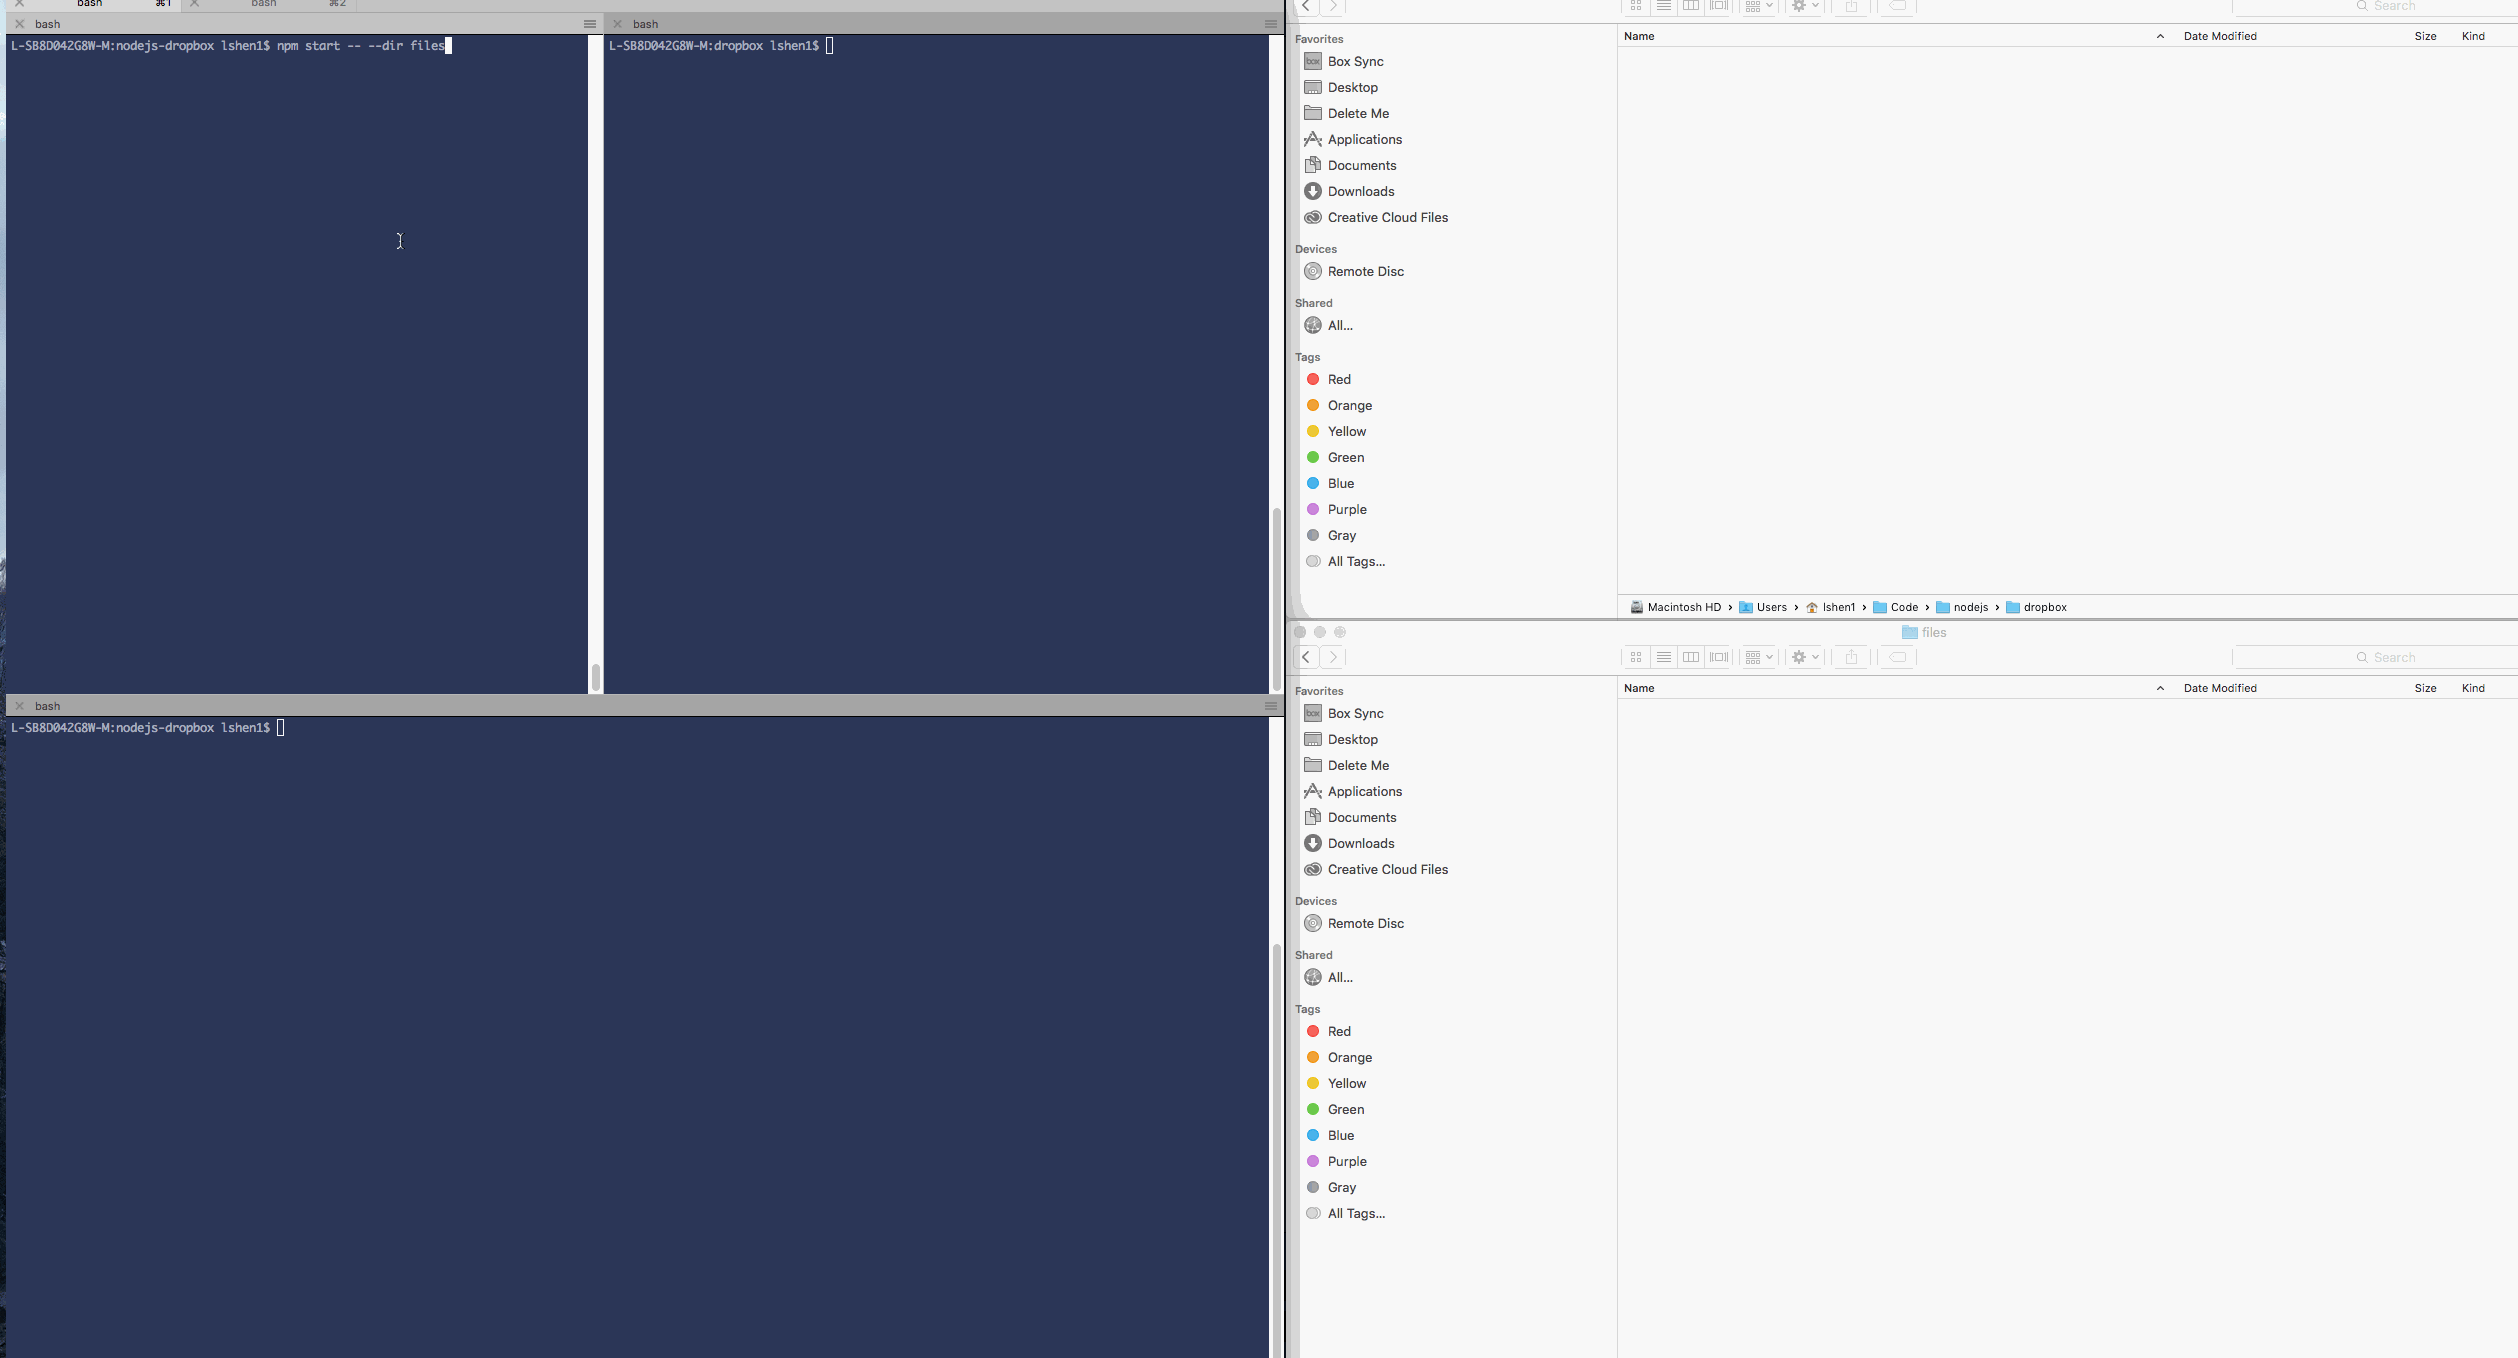 bash ⌘1 bash ⌘2
bash
L-SB8D04ZG8W-M:nodejs-dropbox lshen1$ npm start -- --dir files
bash
L-SB8D04ZG8W-M:dropbox lshen1$
bash
L-SB8D04ZG8W-M:nodejs-dropbox lshen1$
Search
Favorites
Box Sync
Desktop
Delete Me
Applications
Documents
Downloads
Creative Cloud Files
Devices
Remote Disc
Shared
All...
Tags
Red
Orange
Yellow
Green
Blue
Purple
Gray
All Tags...
Name Date Modified Size Kind
Macintosh HD › Users › lshen1 › Code › nodejs › dropbox
files
Search
Favorites
box Box Sync
Desktop
Delete Me
Applications
Documents
Downloads
Creative Cloud Files
Devices
Remote Disc
Shared
All...
Tags
Red
Orange
Yellow
Green
Blue
Purple
Gray
All Tags...
Name Date Modified Size Kind